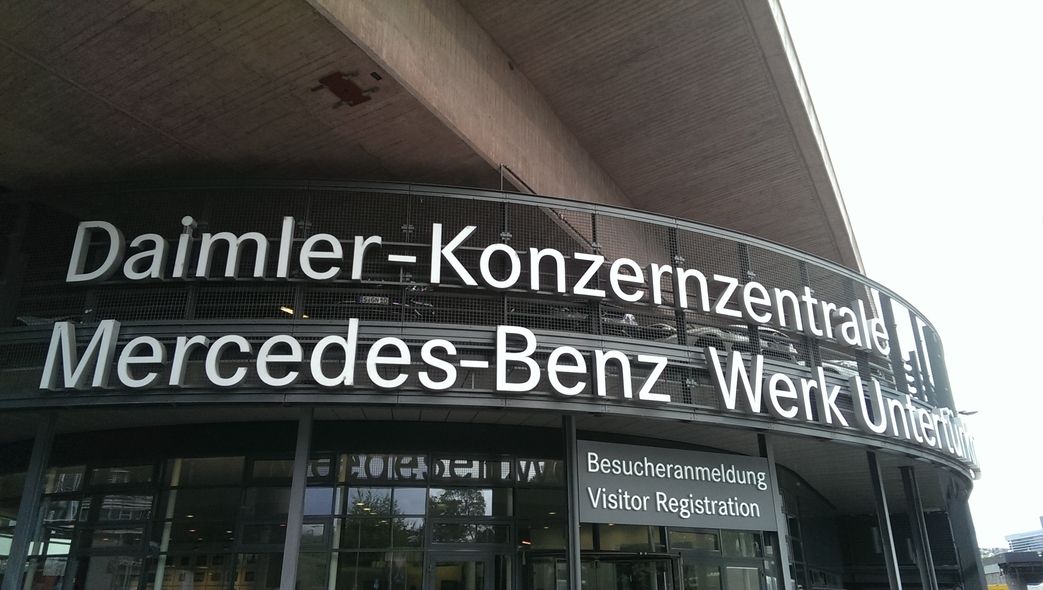 Daimler-Konzernzentrale
Mercedes-Benz Werk
Besucheranmeldung
Visitor Registration